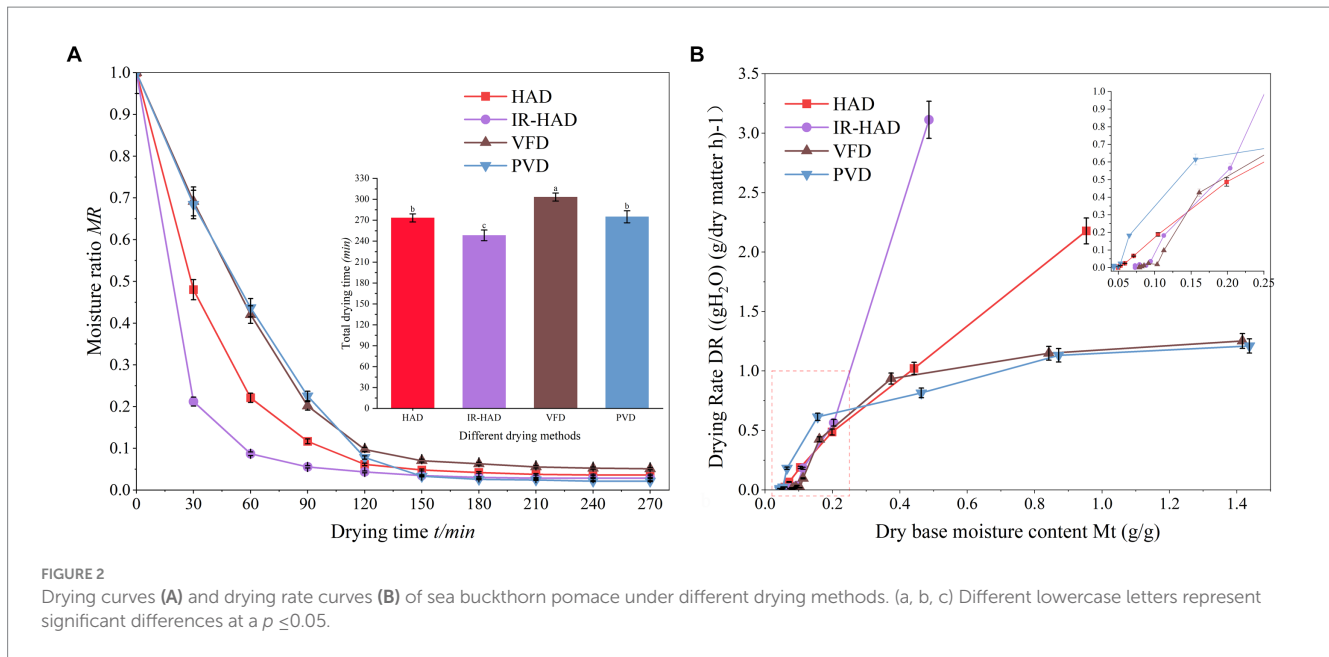 A
1.0
0.9
0.8
0.7
0.6
0.5
0.4
0.3
0.2
0.1
0.0
Moisture ratio MR
0 30 60 90 120 150 180 210 240 270
Drying time t/min
HAD
IR-HAD
VFD
PVD
360
330
300
270
240
210
180
150
120
90
60
30
0
Total drying time (min)
b
c
a
b
HAD IR-HAD VFD PVD
Different drying methods
B
3.5
3.0
2.5
2.0
1.5
1.0
0.5
0.0
Drying Rate DR ((gH2O) (g/dry matter h)-1)
0.0 0.2 0.4 0.6 0.8 1.0 1.2 1.4
Dry base moisture content Mt (g/g)
HAD
IR-HAD
VFD
PVD
1.0
0.9
0.8
0.7
0.6
0.5
0.4
0.3
0.2
0.1
0.0
0.05 0.10 0.15 0.20 0.25
FIGURE 2
Drying curves (A) and drying rate curves (B) of sea buckthorn pomace under different drying methods. (a, b, c) Different lowercase letters represent
significant differences at a p ≤0.05.